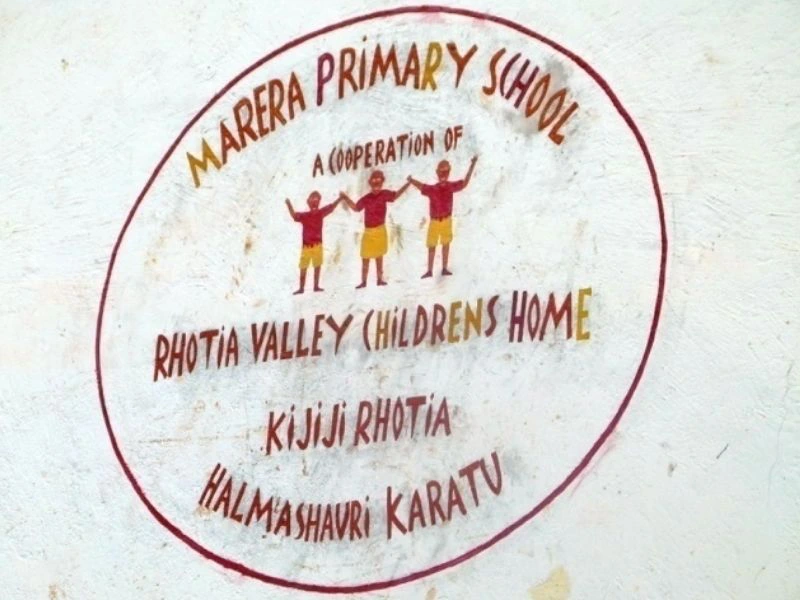 MARERA PRIMARY SCHOOL
A COOPERATION OF
RHOTiA VALLEY CHiLDRENS HOME
KiJiJi RHOTiA
HALMASHAURi KARATU